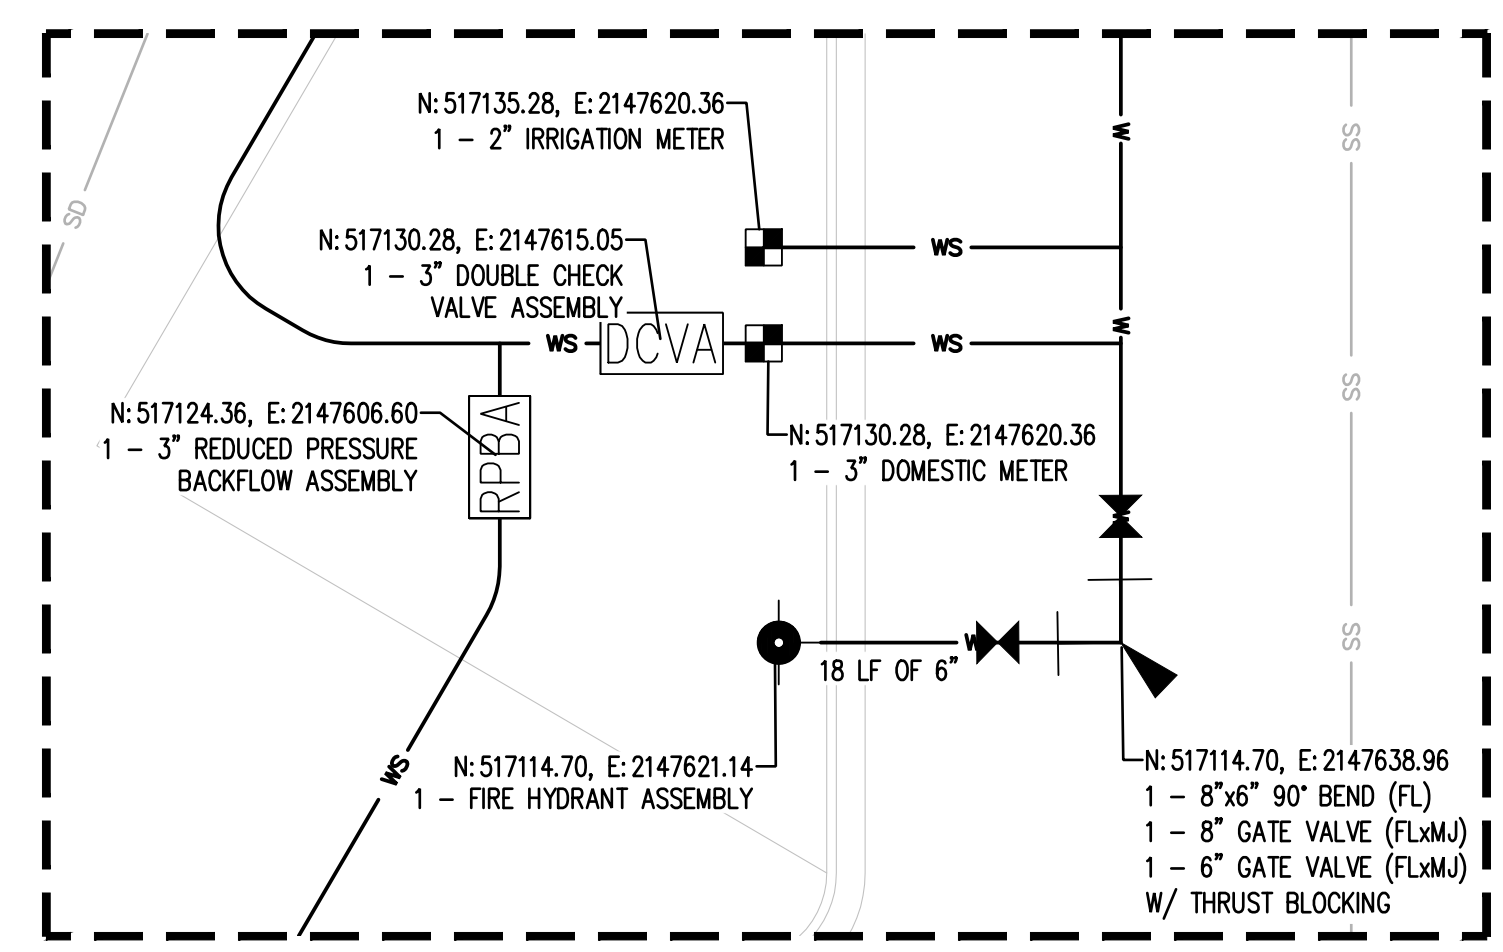 N:517135.28, E:2147620.36
1 - 2" IRRIGATION METER
W
SS
SD
N:517130.28, E:2147615.05
1 - 3" DOUBLE CHECK
VALVE ASSEMBLY
WS
W
WS
DCVA
WS
SS
N:517124.36, E:2147606.60
1 - 3" REDUCED PRESSURE
BACKFLOW ASSEMBLY
RPBA
N:517130.28, E:2147620.36
1 - 3" DOMESTIC METER
W
W
18 LF OF 6"
SS
WS
N:517114.70, E:2147621.14
1 - FIRE HYDRANT ASSEMBLY
N:517114.70, E:2147638.96
1 - 8"x6" 90° BEND (FL)
1 - 8" GATE VALVE (FLxMJ)
1 - 6" GATE VALVE (FLxMJ)
W/ THRUST BLOCKING